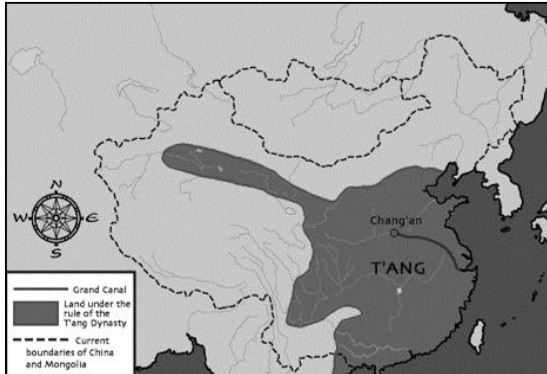 Chang'an
T'ANG
N
W
E
S
Grand Canal
Land under the
rule of the
T'ang Dynasty
Current
boundaries of China
and Mongolia